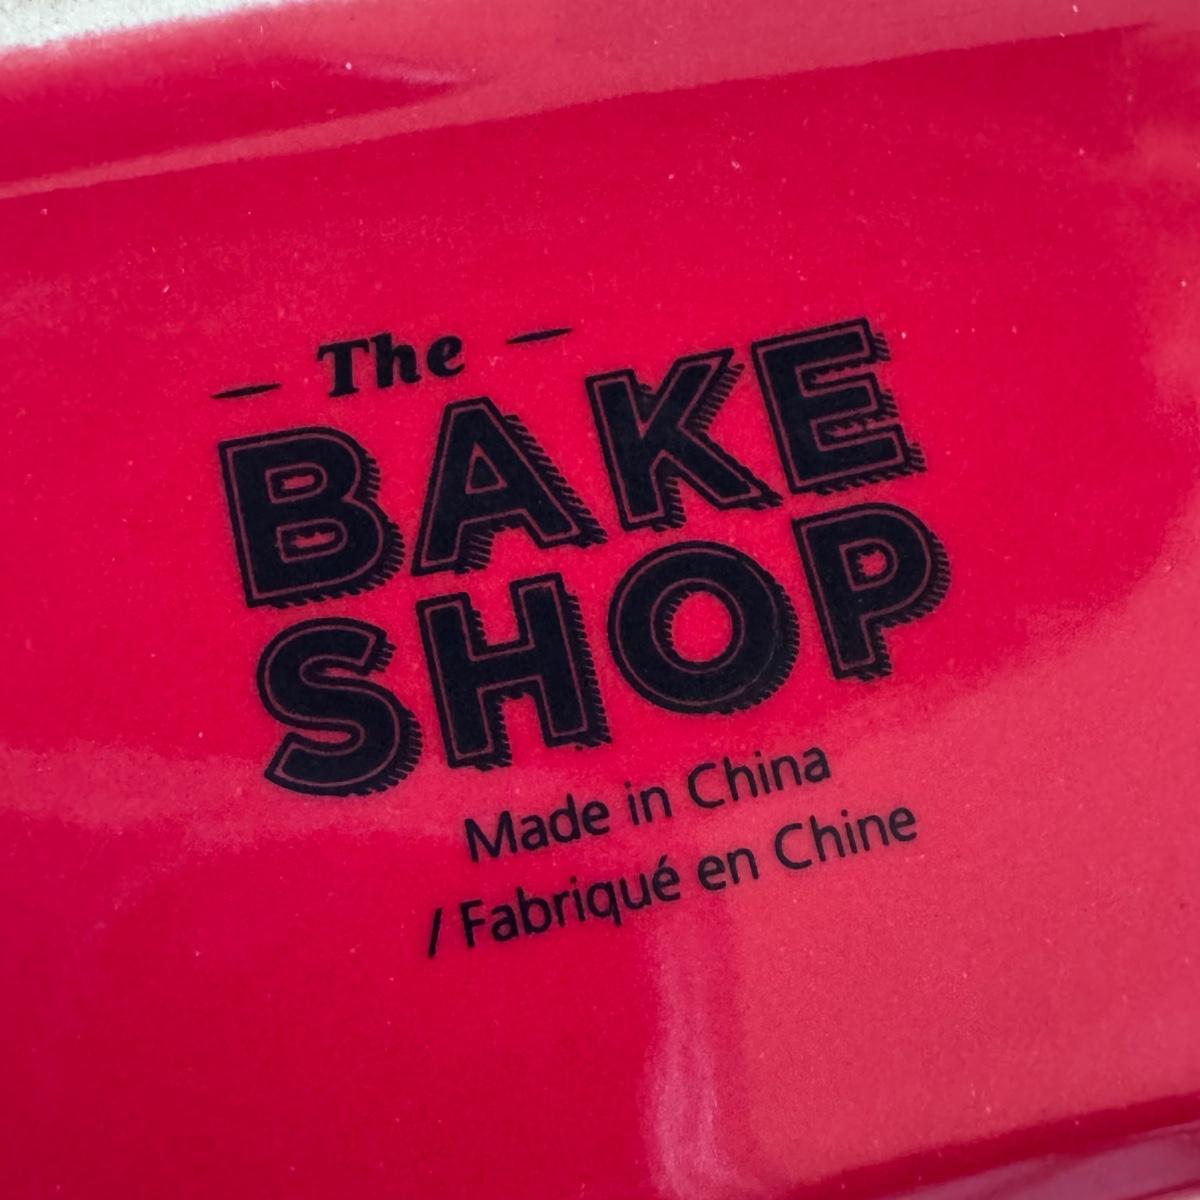 The
BAKE
SHOP
Made in China
/ Fabriqué en Chine